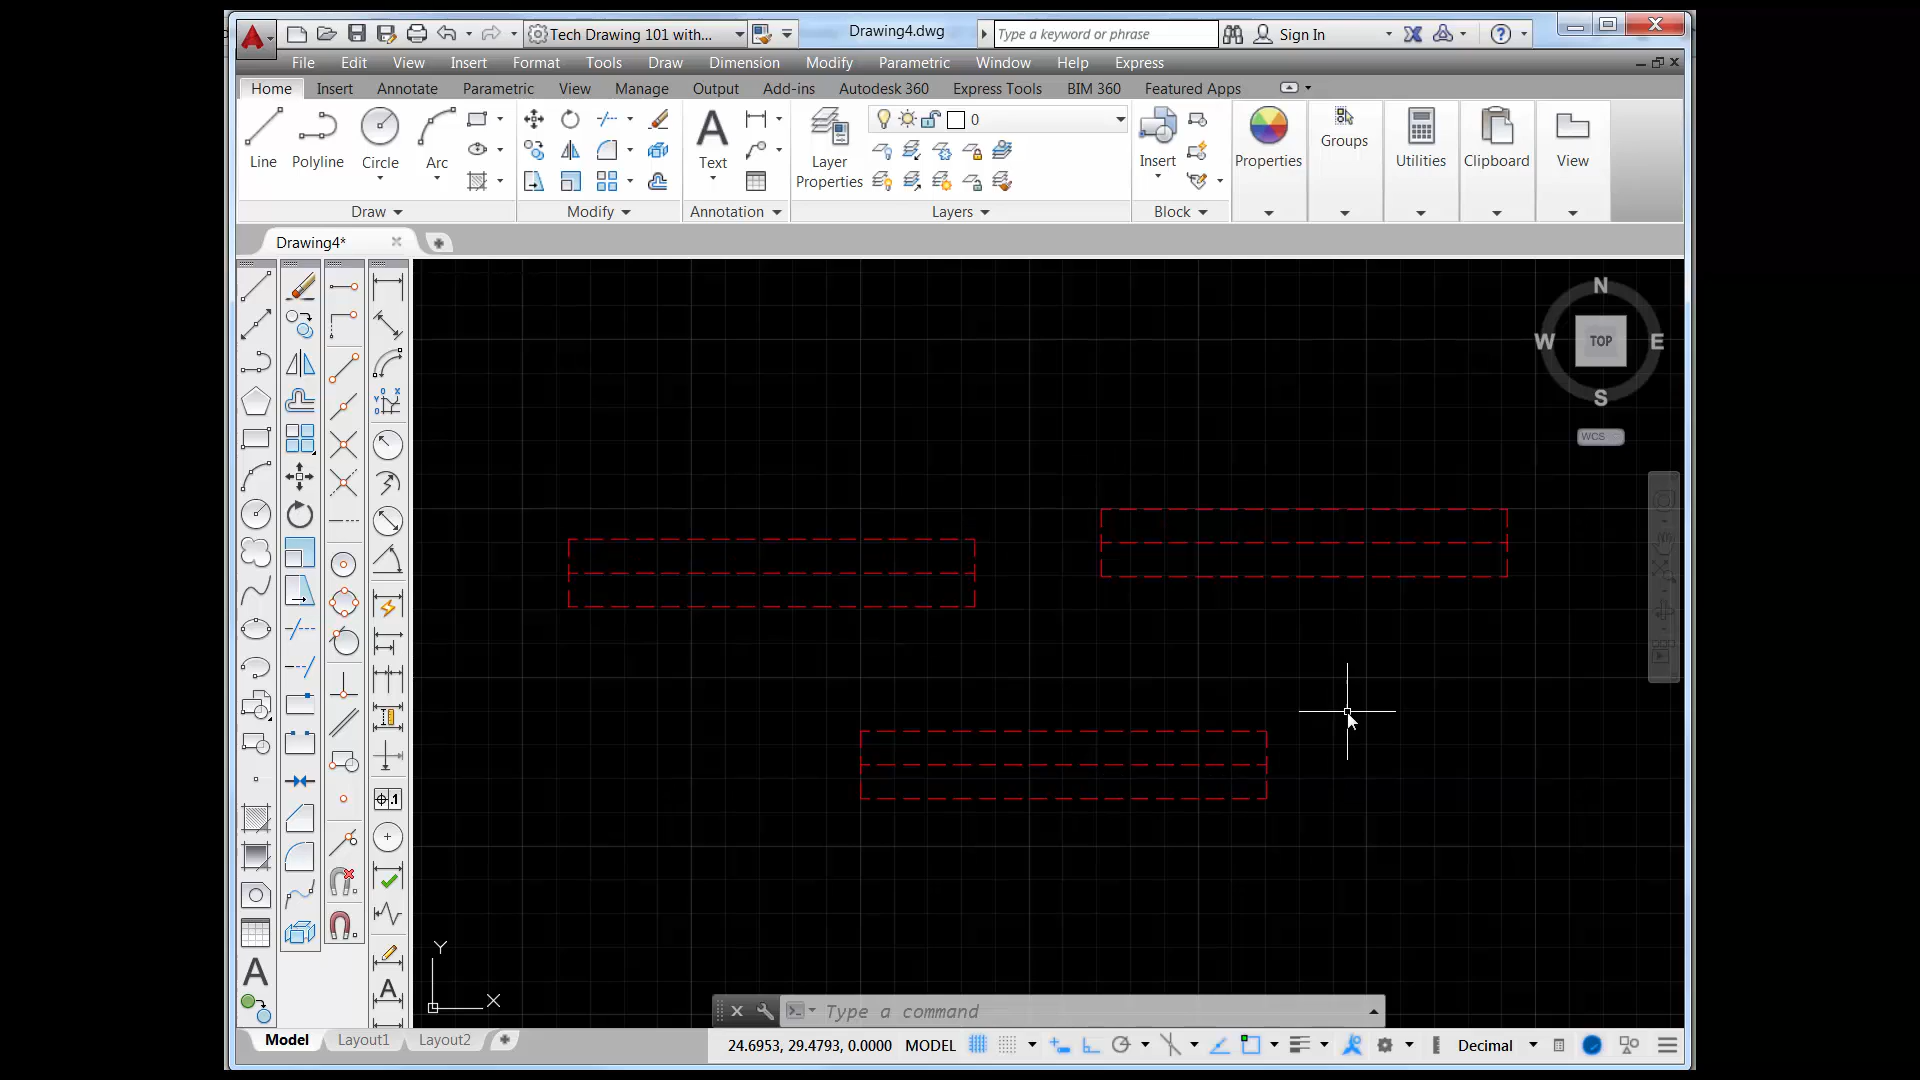 Tech Drawing 101 with...
Drawing4.dwg
Type a keyword or phrase
Sign In
File Edit View Insert Format Tools Draw Dimension Modify Parametric Window Help Express
Home Insert Annotate Parametric View Manage Output Add-ins Autodesk 360 Express Tools BIM 360 Featured Apps
0
Line Polyline Circle Arc
Text
Layer
Properties
Insert
Properties
Groups
Utilities
Clipboard
View
Draw Modify Annotation Layers Block
Drawing4*
N
W TOP E
S
WCS
Y
X
Type a command
Model Layout1 Layout2
24.6953, 29.4793, 0.0000 MODEL
Decimal